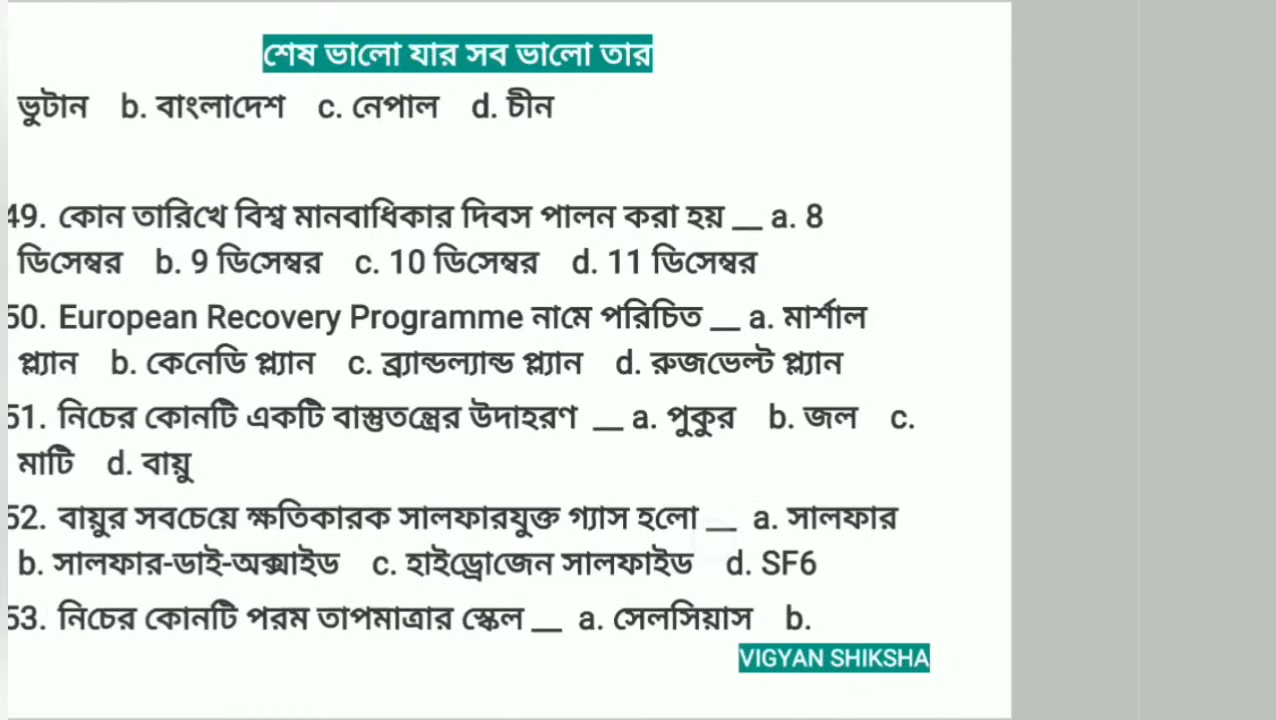 শেষ ভালো যার সব ভালো তার
ভুটান b. বাংলাদেশ c. নেপাল d. চীন
49. কোন তারিখে বিশ্ব মানবাধিকার দিবস পালন করা হয় __ a. 8
ডিসেম্বর b. 9 ডিসেম্বর c. 10 ডিসেম্বর d. 11 ডিসেম্বর
50. European Recovery Programme নামে পরিচিত __ a. মার্শাল
প্ল্যান b. কেনেডি প্ল্যান c. ব্র্যান্ডল্যান্ড প্ল্যান d. রুজভেল্ট প্ল্যান
51. নিচের কোনটি একটি বাস্তুতন্ত্রের উদাহরণ __ a. পুকুর b. জল c.
মাটি d. বায়ু
52. বায়ুর সবচেয়ে ক্ষতিকারক সালফারযুক্ত গ্যাস হলো __ a. সালফার
b. সালফার-ডাই-অক্সাইড c. হাইড্রোজেন সালফাইড d. SF6
53. নিচের কোনটি পরম তাপমাত্রার স্কেল __ a. সেলসিয়াস b.
VIGYAN SHIKSHA